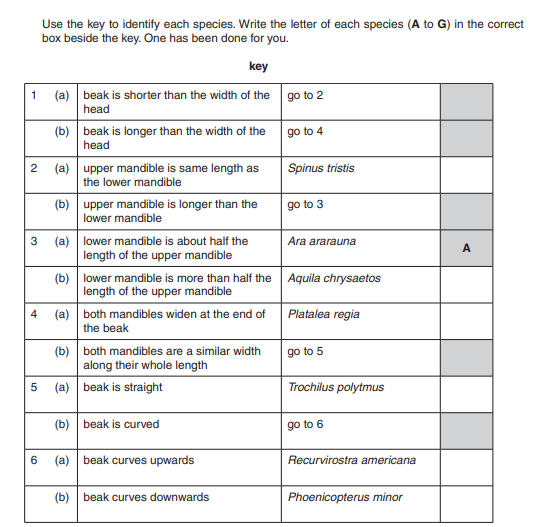 Use the key to identify each species. Write the letter of each species (A to G) in the correct
box beside the key. One has been done for you.
key
1 (a) beak is shorter than the width of the go to 2
head
(b) beak is longer than the width of the go to 4
head
2 (a) upper mandible is same length as Spinus tristis
the lower mandible
(b) upper mandible is longer than the go to 3
lower mandible
3 (a) lower mandible is about half the Ara ararauna A
length of the upper mandible
(b) lower mandible is more than half the Aquila chrysaetos
length of the upper mandible
4 (a) both mandibles widen at the end of Platalea regia
the beak
(b) both mandibles are a similar width go to 5
along their whole length
5 (a) beak is straight Trochilus polytmus
(b) beak is curved go to 6
6 (a) beak curves upwards Recurvirostra americana
(b) beak curves downwards Phoenicopterus minor